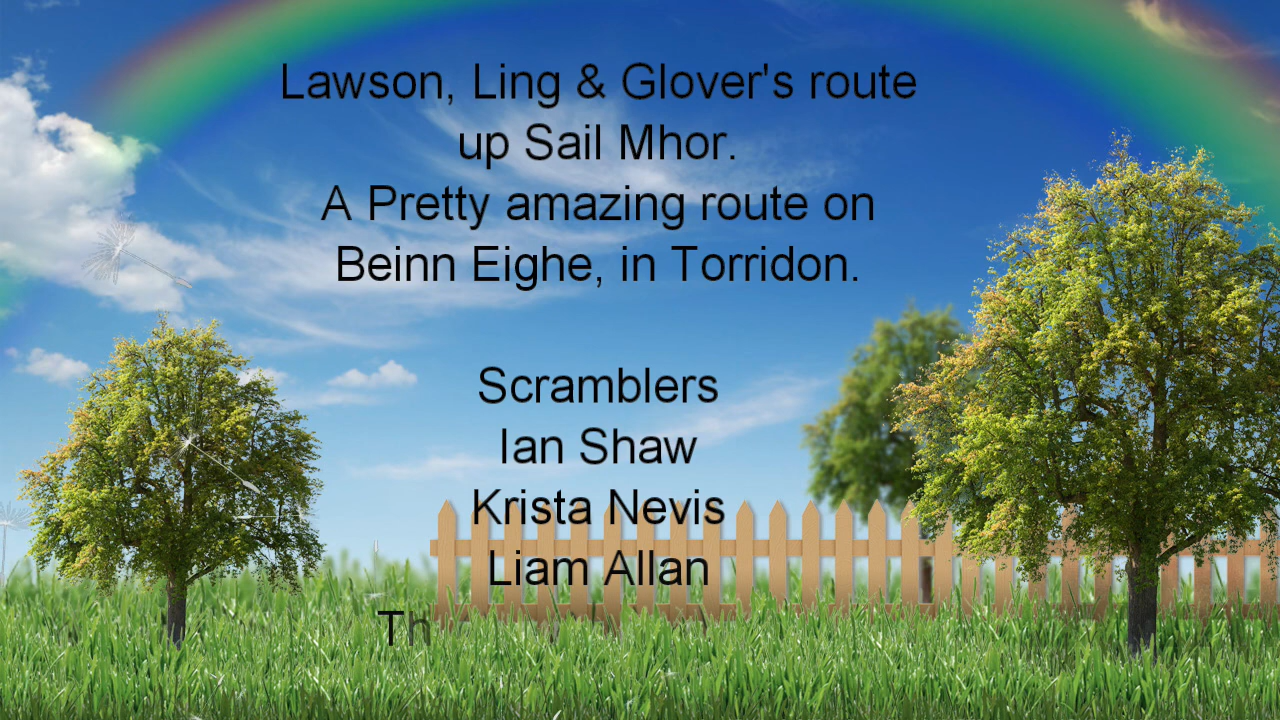 Lawson, Ling & Glover's route
up Sail Mhor.
A Pretty amazing route on
Beinn Eighe, in Torridon.
Scramblers
Ian Shaw
Krista Nevis
Liam Allan